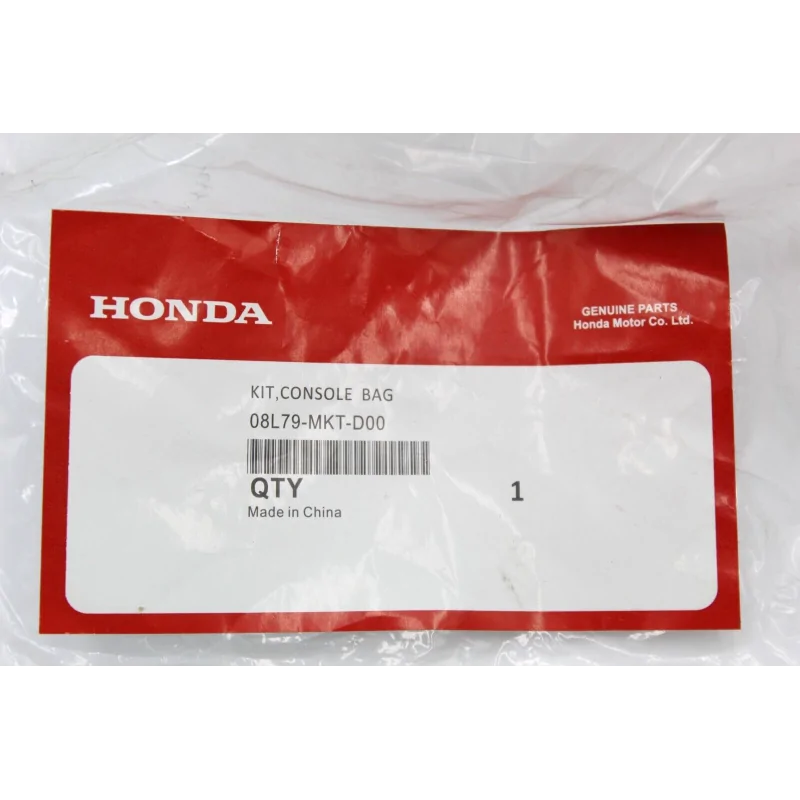 HONDA
GENUINE PARTS
Honda Motor Co. Ltd.
KIT,CONSOLE BAG
08L79-MKT-D00
QTY 1
Made in China